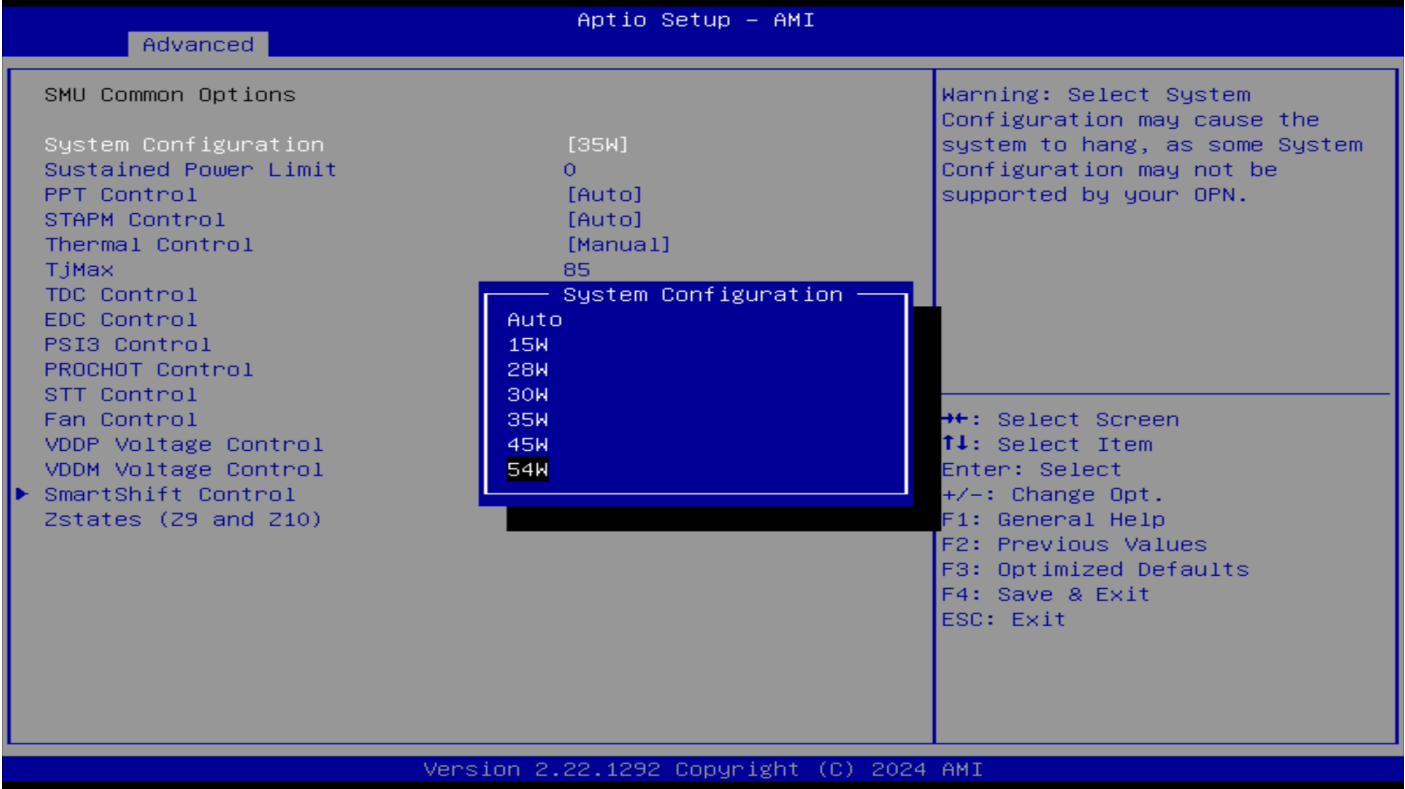 Aptio Setup – AMI
Advanced
SMU Common Options
System Configuration [35W]
Sustained Power Limit 0
PPT Control [Auto]
STAPM Control [Auto]
Thermal Control [Manual]
TjMax 85
TDC Control
EDC Control
PSI3 Control
PROCHOT Control
STT Control
Fan Control
VDDP Voltage Control
VDDM Voltage Control
SmartShift Control
Zstates (Z9 and Z10)
System Configuration
Auto
15W
28W
30W
35W
45W
54W
Warning: Select System
Configuration may cause the
system to hang, as some System
Configuration may not be
supported by your OPN.
→←: Select Screen
↑↓: Select Item
Enter: Select
+/-: Change Opt.
F1: General Help
F2: Previous Values
F3: Optimized Defaults
F4: Save & Exit
ESC: Exit
Version 2.22.1292 Copyright (C) 2024 AMI